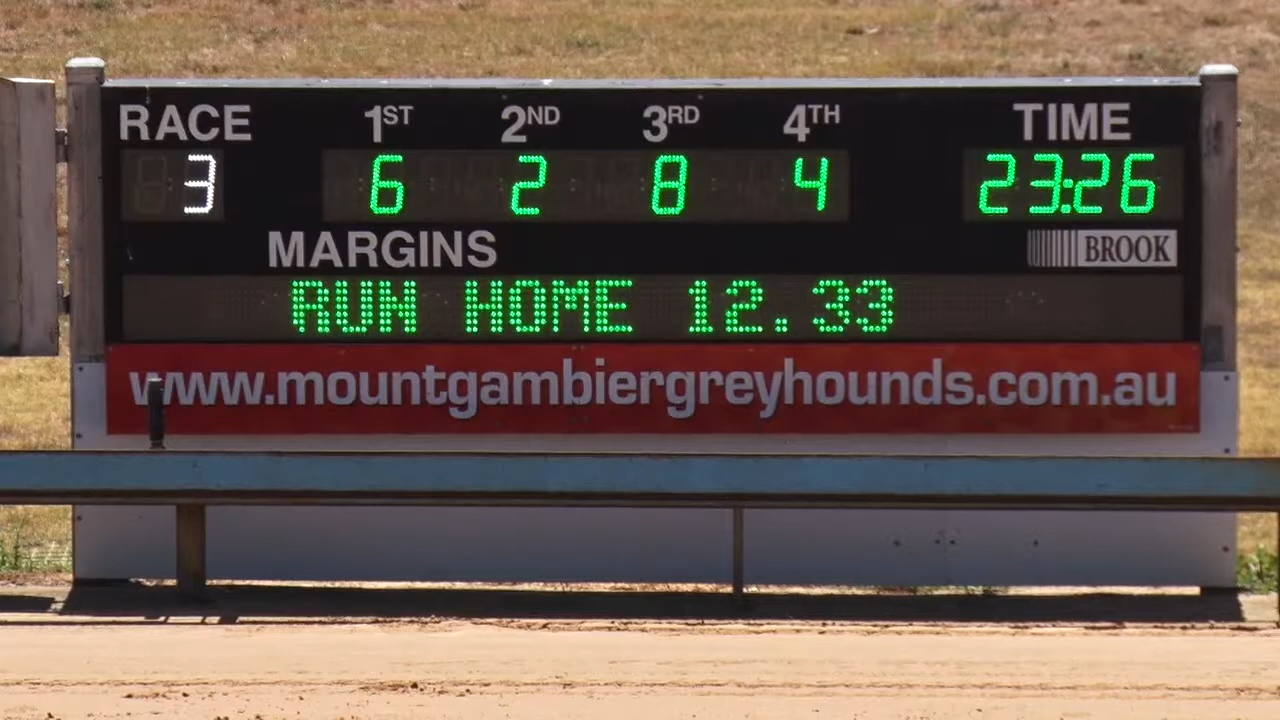 RACE 1ST 2ND 3RD 4TH TIME
3 6 2 8 4 23:26
MARGINS BROOK
RUN HOME 12.33
www.mountgambiergreyhounds.com.au